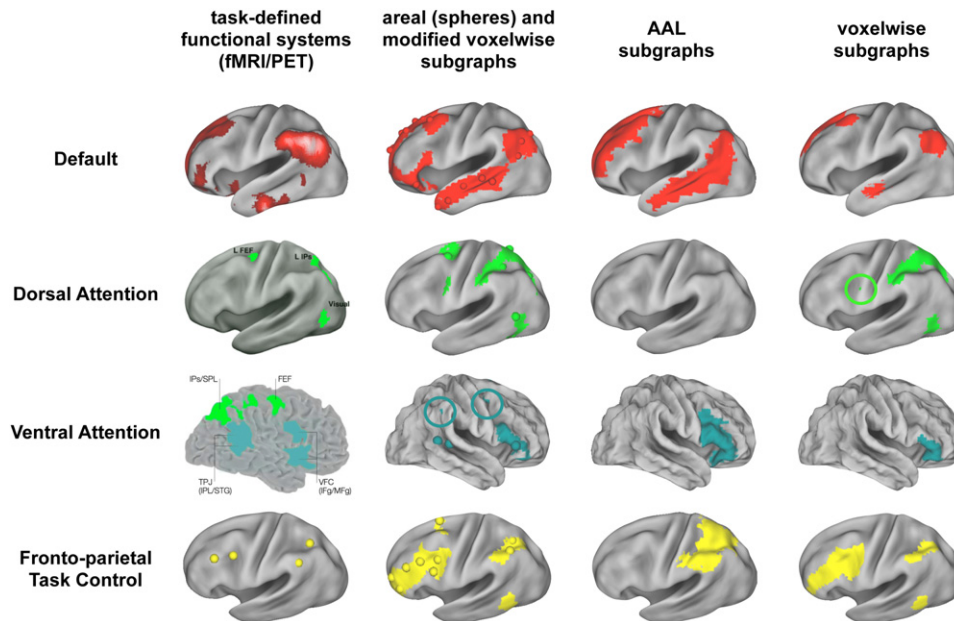 task-defined
functional systems
(fMRI/PET)
areal (spheres) and
modified voxelwise
subgraphs
AAL
subgraphs
voxelwise
subgraphs
Default
Dorsal Attention
L FEF
L IPs
Visual
Ventral Attention
IPs/SPL
FEF
TPJ
(IPL/STG)
VFC
(IFg/MFg)
Fronto-parietal
Task Control